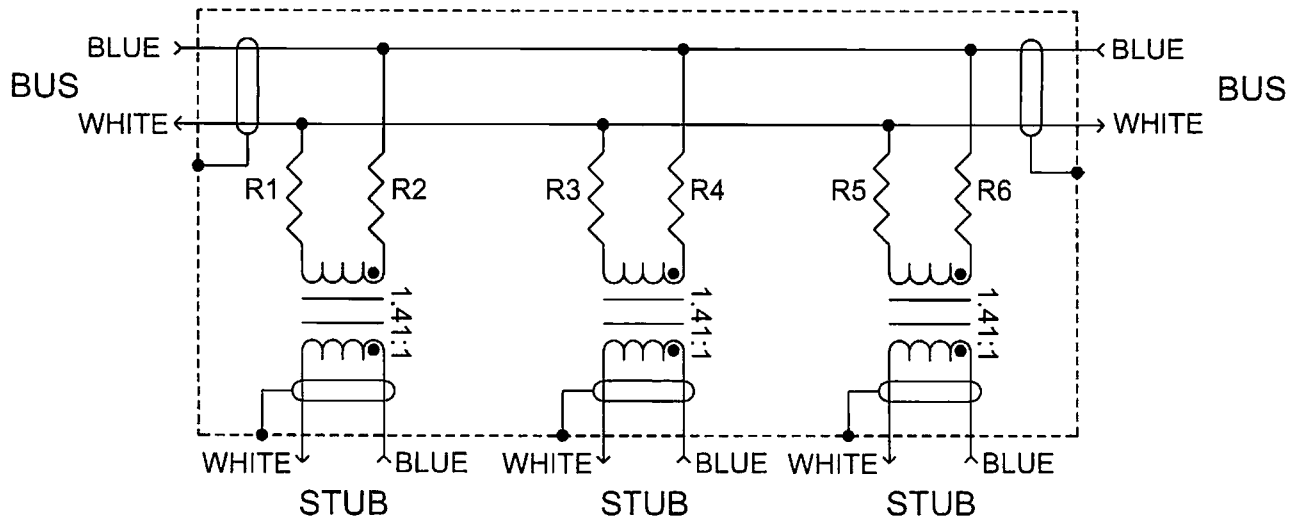 BLUE BLUE
BUS BUS
WHITE WHITE
R1 R2 R3 R4 R5 R6
1.41:1 1.41:1 1.41:1
WHITE BLUE WHITE BLUE WHITE BLUE
STUB STUB STUB